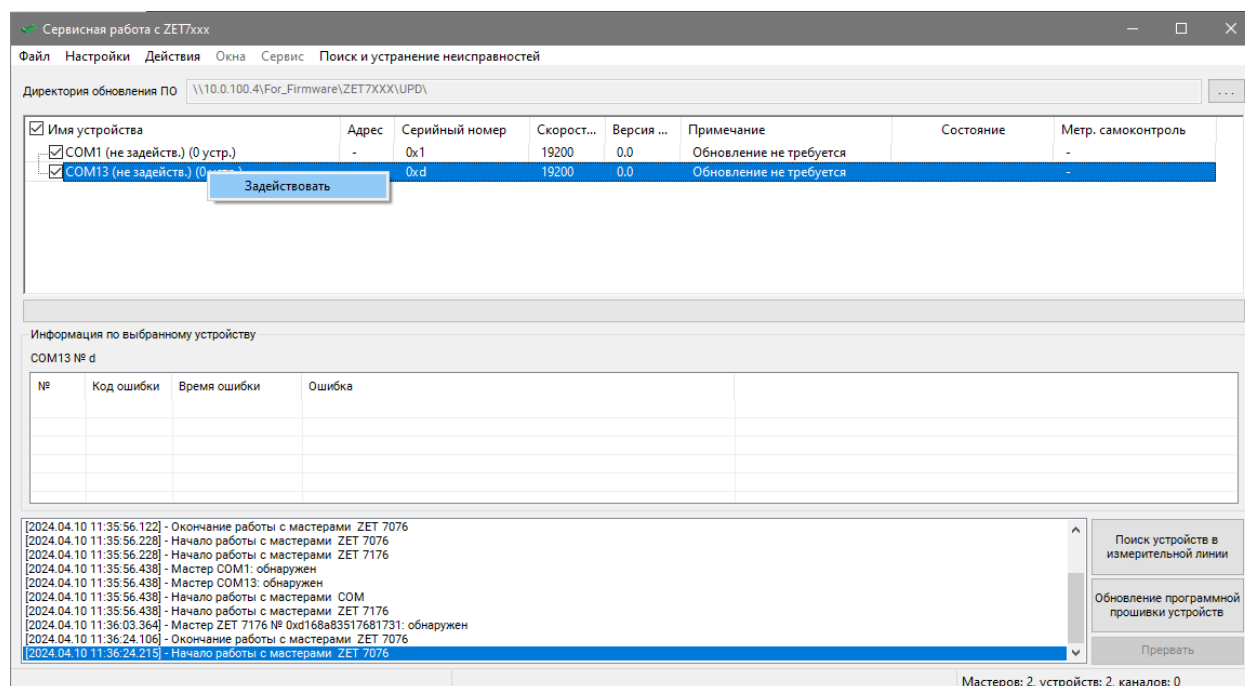 Сервисная работа с ZET7xxx
Файл Настройки Действия Окна Сервис Поиск и устранение неисправностей
Директория обновления ПО \\10.0.100.4\For_Firmware\ZET7XXX\UPD\ ...
Имя устройства Адрес Серийный номер Скорост... Версия ... Примечание Состояние Метр. самоконтроль
COM1 (не задейств.) (0 устр.) - 0x1 19200 0.0 Обновление не требуется -
COM13 (не задейств.) (0 устр.) 0xd 19200 0.0 Обновление не требуется -
Задействовать
Информация по выбранному устройству
COM13 № d
№ Код ошибки Время ошибки Ошибка
[2024.04.10 11:35:56.122] - Окончание работы с мастерами ZET 7076
[2024.04.10 11:35:56.228] - Начало работы с мастерами ZET 7076
[2024.04.10 11:35:56.228] - Начало работы с мастерами ZET 7176
[2024.04.10 11:35:56.438] - Мастер COM1: обнаружен
[2024.04.10 11:35:56.438] - Мастер COM13: обнаружен
[2024.04.10 11:35:56.438] - Начало работы с мастерами COM
[2024.04.10 11:35:56.438] - Начало работы с мастерами ZET 7176
[2024.04.10 11:36:03.364] - Мастер ZET 7176 № 0xd168a83517681731: обнаружен
[2024.04.10 11:36:24.106] - Окончание работы с мастерами ZET 7076
[2024.04.10 11:36:24.215] - Начало работы с мастерами ZET 7076
Поиск устройств в
измерительной линии
Обновление программной
прошивки устройств
Прервать
Мастеров: 2, устройств: 2, каналов: 0